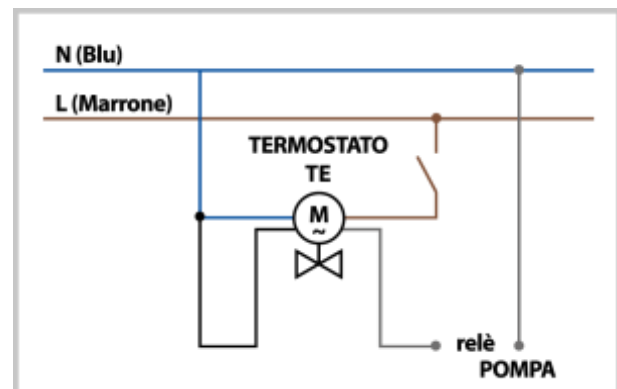 N (Blu)
L (Marrone)
TERMOSTATO
TE
M
~
relè
POMPA